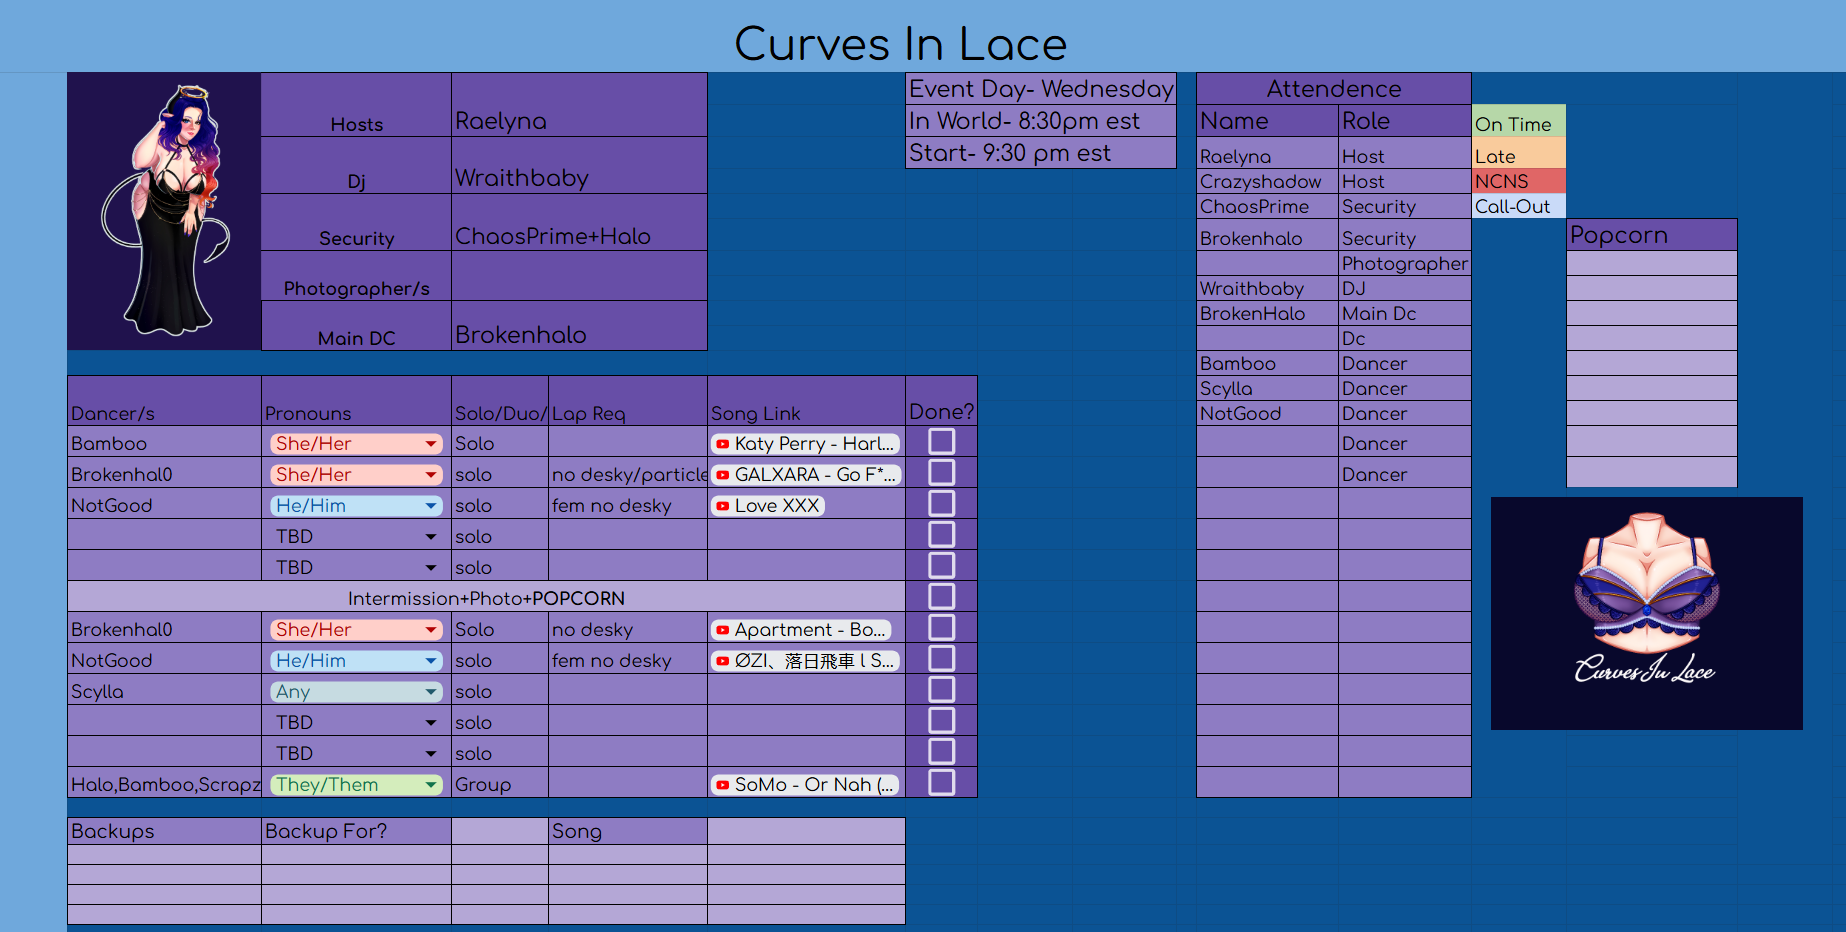 Curves In Lace
Hosts Raelyna
Dj Wraithbaby
Security ChaosPrime+Halo
Photographer/s
Main DC Brokenhalo
Event Day- Wednesday
In World- 8:30pm est
Start- 9:30 pm est
Attendence
Name Role
Raelyna Host
Crazyshadow Host
ChaosPrime Security
Brokenhalo Security
Photographer
Wraithbaby DJ
BrokenHalo Main Dc
Dc
Bamboo Dancer
Scylla Dancer
NotGood Dancer
Dancer
Dancer
On Time
Late
NCNS
Call-Out
Popcorn
Dancer/s Pronouns Solo/Duo/ Lap Req Song Link Done?
Bamboo She/Her Solo Katy Perry - Harl...
Brokenhal0 She/Her solo no desky/particle GALXARA - Go F*...
NotGood He/Him solo fem no desky Love XXX
TBD solo
TBD solo
Intermission+Photo+POPCORN
Brokenhal0 She/Her Solo no desky Apartment - Bo...
NotGood He/Him solo fem no desky ØZI、落日飛車 l S...
Scylla Any solo
TBD solo
TBD solo
Halo,Bamboo,Scrapz They/Them Group SoMo - Or Nah (...
Backups Backup For? Song
Curves In Lace